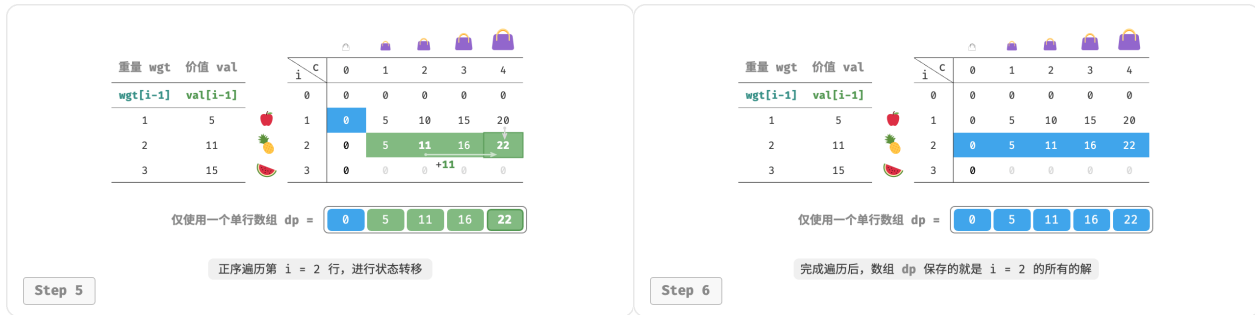 重量 wgt 价值 val
wgt[i-1] val[i-1]
1 5
2 11
3 15
i C 0 1 2 3 4
0 0 0 0 0 0
1 0 5 10 15 20
2 0 5 11 16 22
+11
3 0 0 0 0 0
仅使用一个单行数组 dp = 0 5 11 16 22
正序遍历第 i = 2 行，进行状态转移
Step 5
重量 wgt 价值 val
wgt[i-1] val[i-1]
1 5
2 11
3 15
i C 0 1 2 3 4
0 0 0 0 0 0
1 0 5 10 15 20
2 0 5 11 16 22
3 0 0 0 0 0
仅使用一个单行数组 dp = 0 5 11 16 22
完成遍历后，数组 dp 保存的就是 i = 2 的所有的解
Step 6